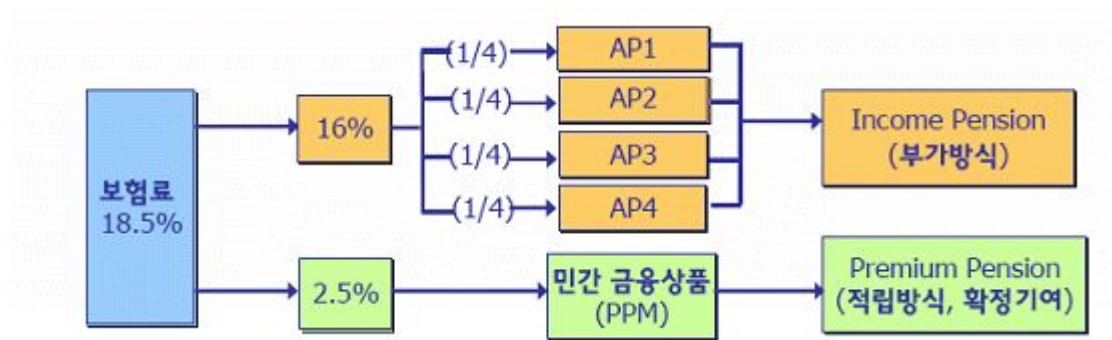 보험료
18.5%
16%
2.5%
(1/4)
(1/4)
(1/4)
(1/4)
AP1
AP2
AP3
AP4
민간 금융상품
(PPM)
Income Pension
(부가방식)
Premium Pension
(적립방식, 확정기여)